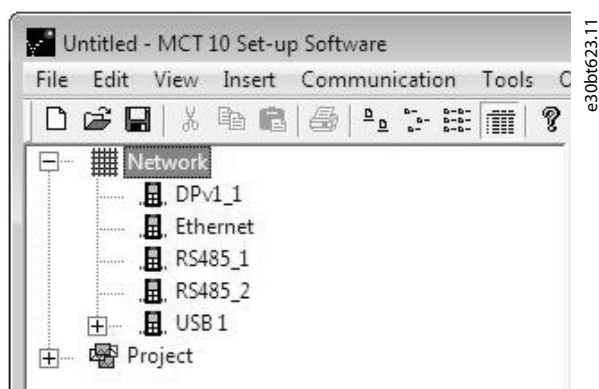 Untitled - MCT 10 Set-up Software
File Edit View Insert Communication Tools
Network
DPv1_1
Ethernet
RS485_1
RS485_2
USB 1
Project
e30bt623.11